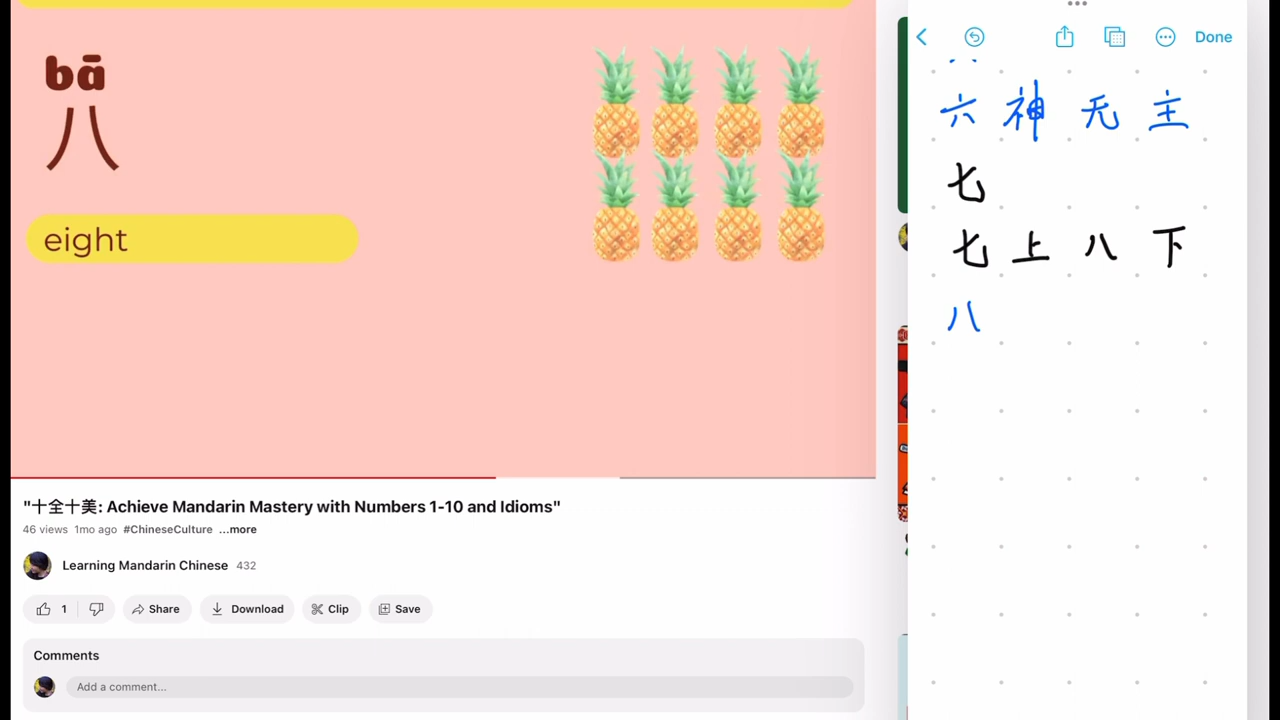 bā
八
eight
"十全十美: Achieve Mandarin Mastery with Numbers 1-10 and Idioms"
46 views 1mo ago #ChineseCulture ...more
Learning Mandarin Chinese 432
1 Share Download Clip Save
Comments
Add a comment...
Done
六神无主
七
七上八下
八